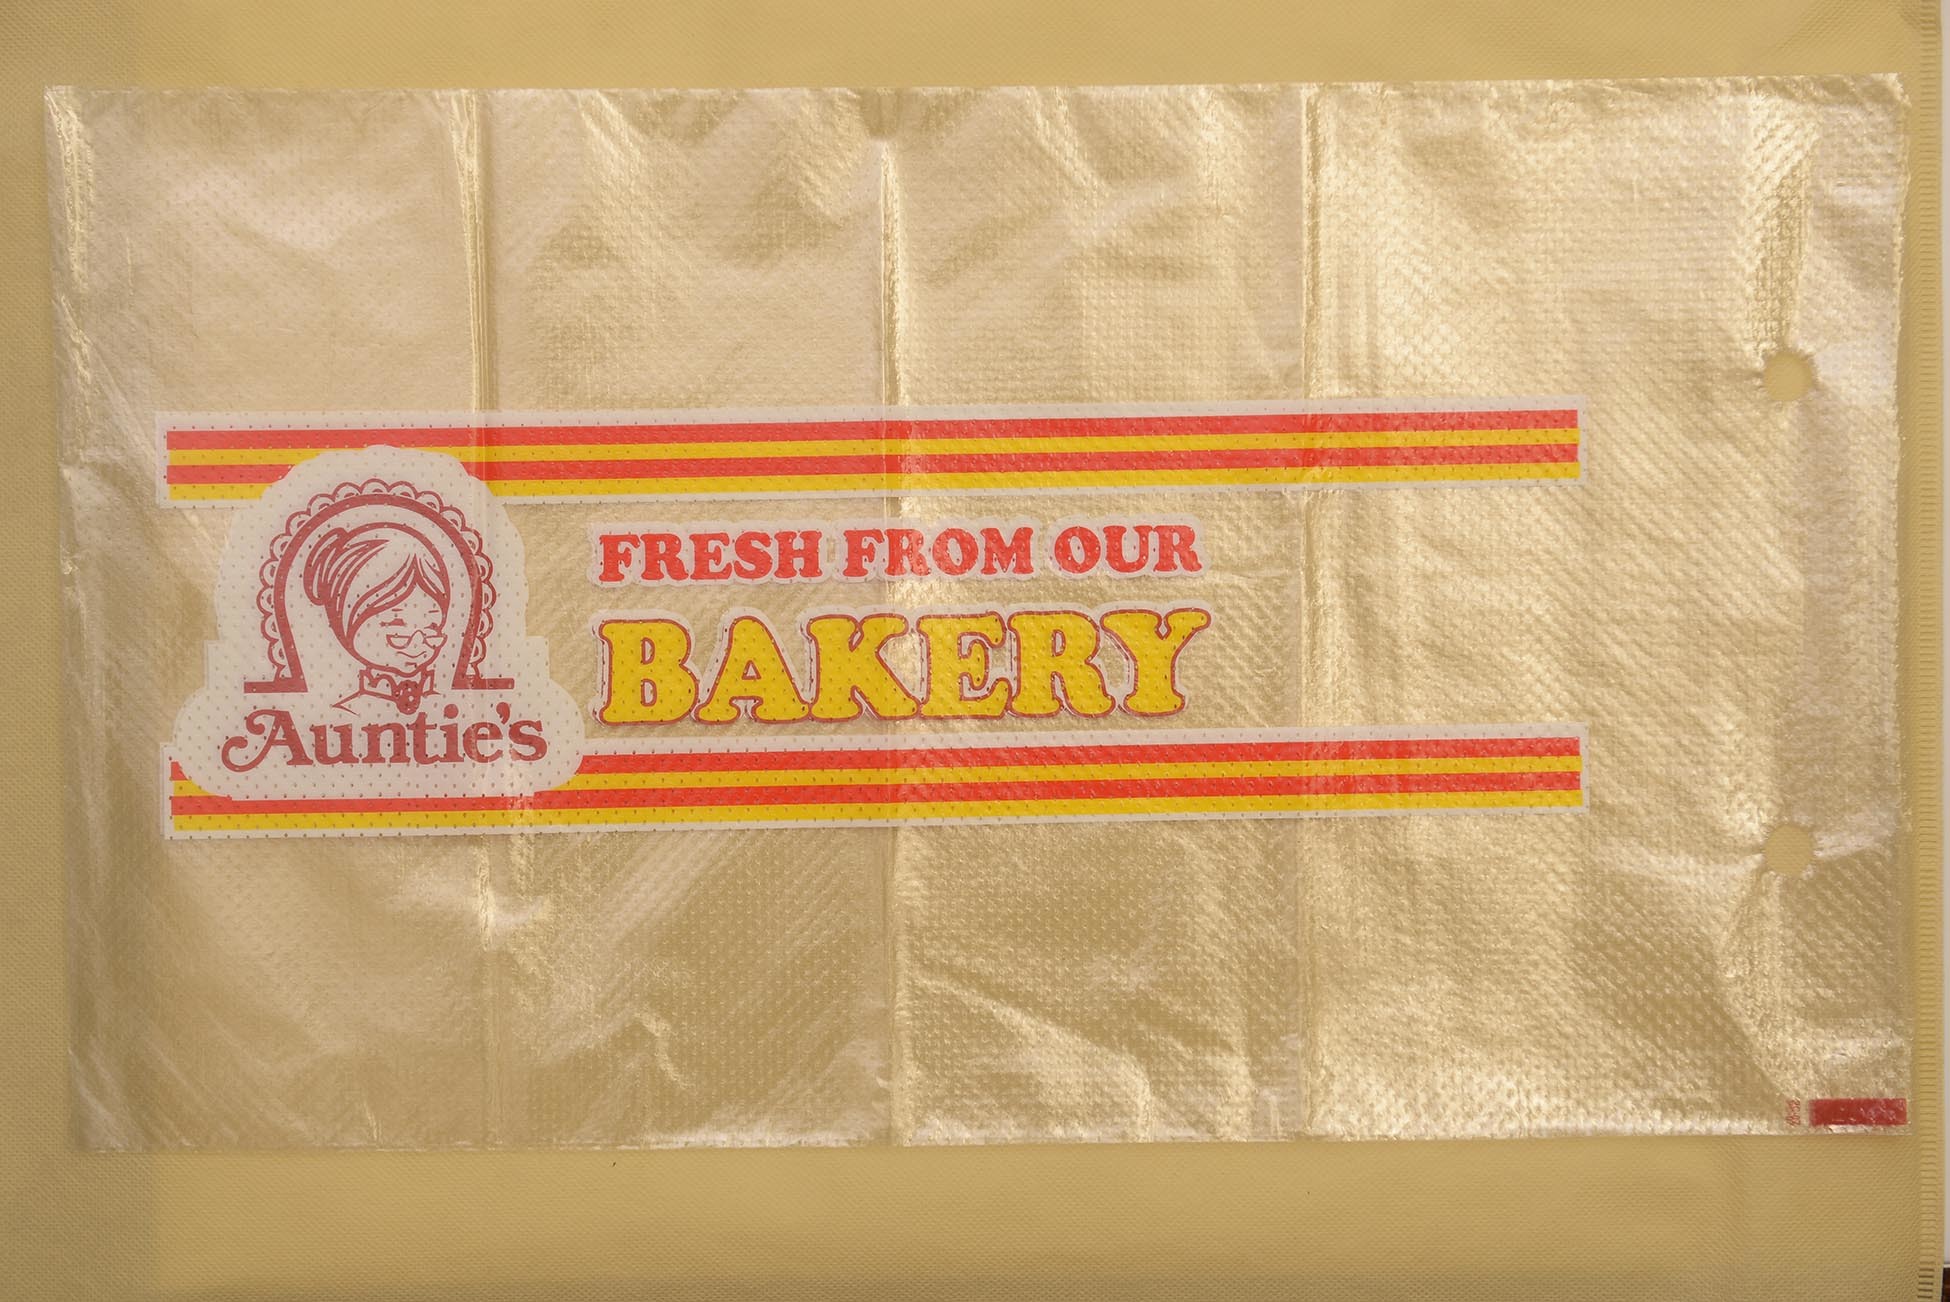 FRESH FROM OUR
BAKERY
Auntie's